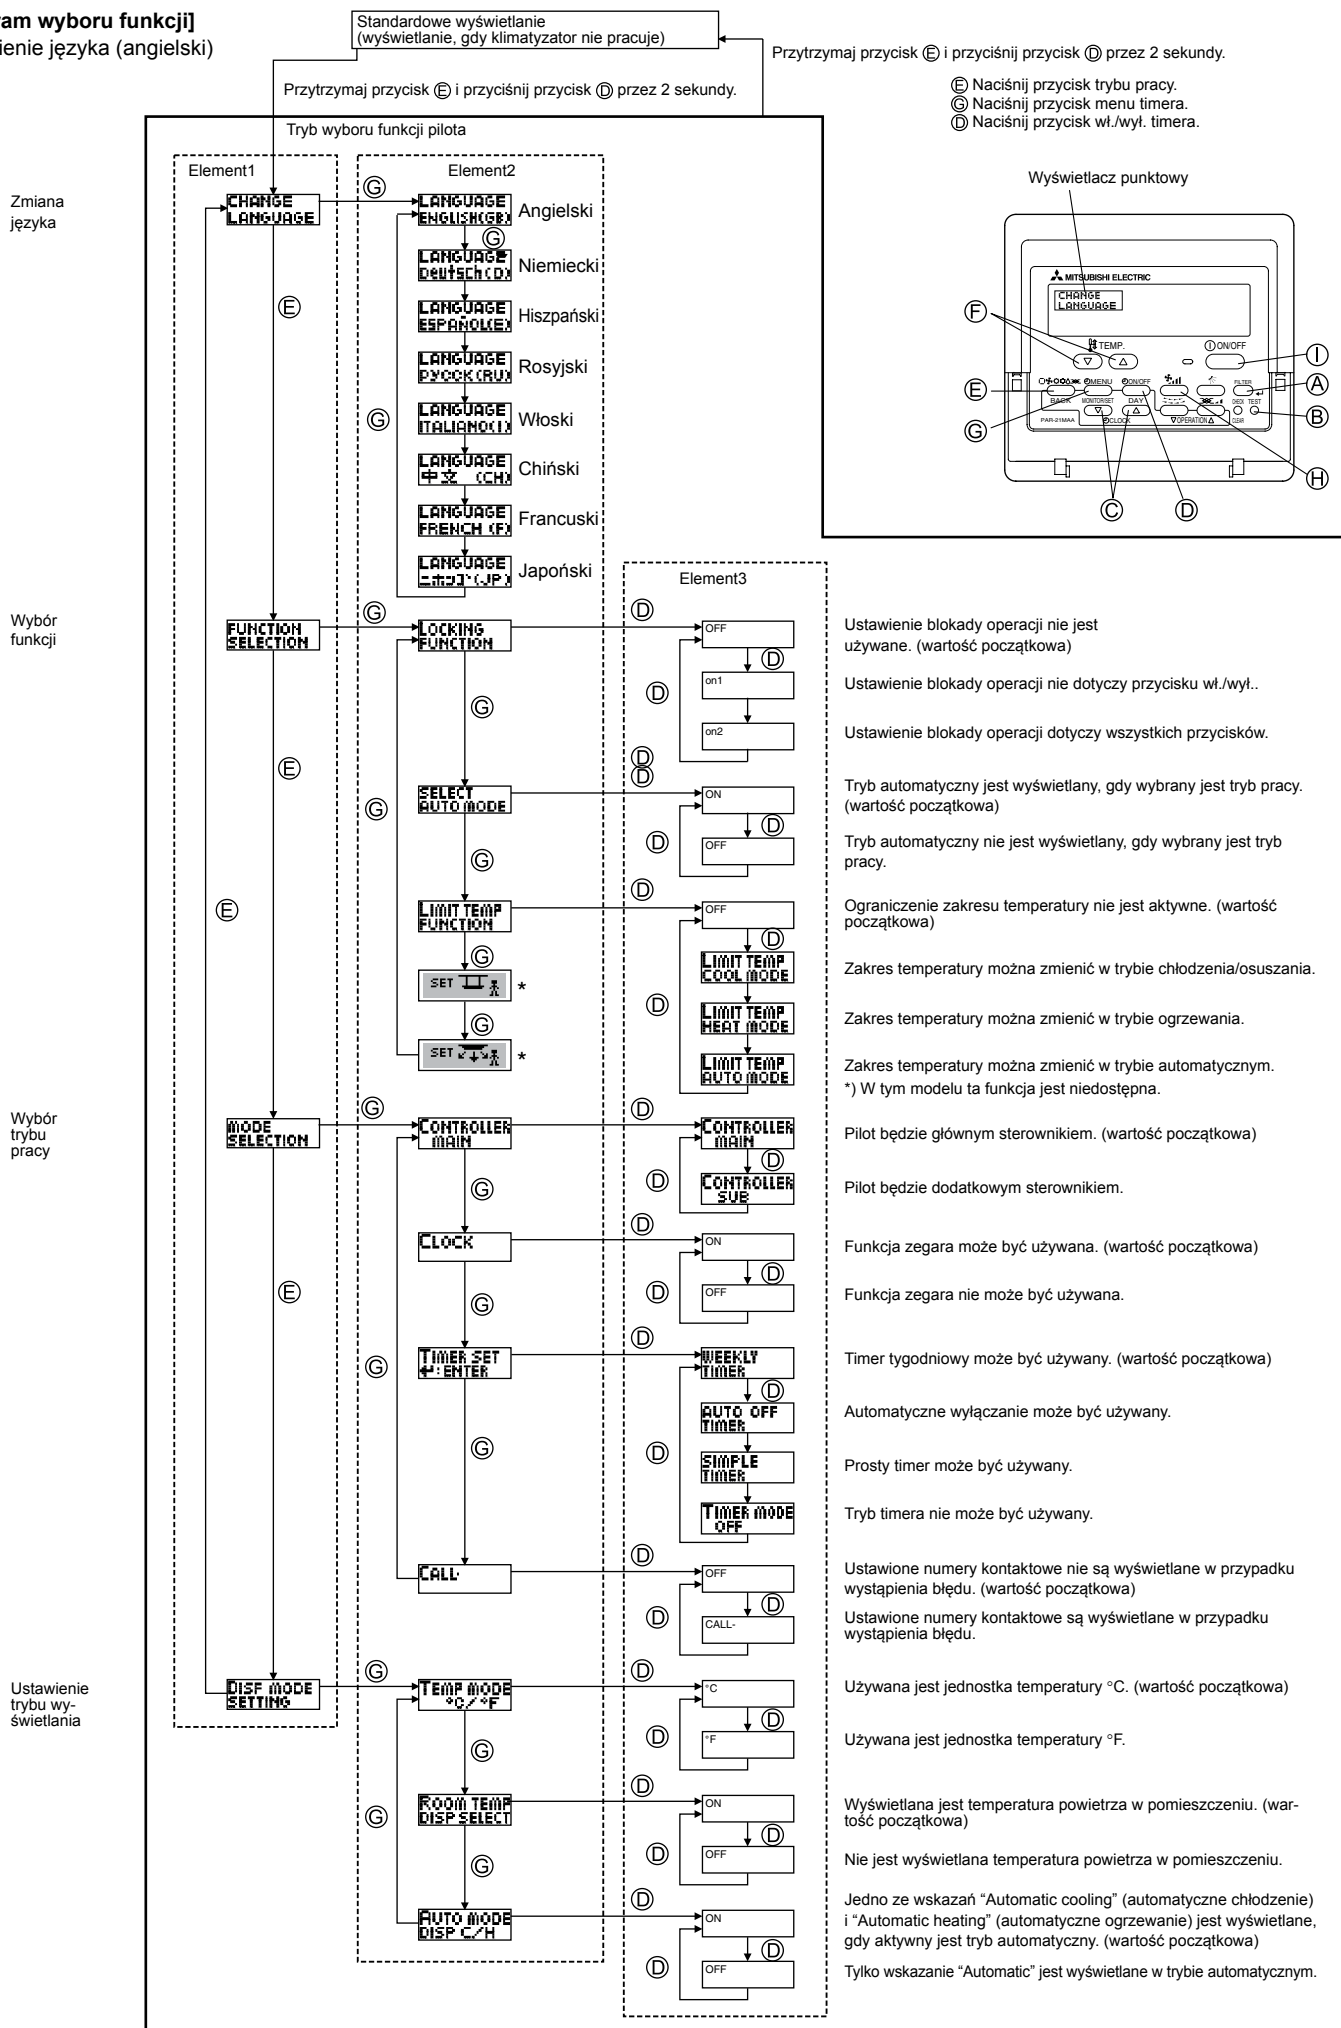 am wyboru funkcji]
ienie języka (angielski)
Standardowe wyświetlanie
(wyświetlanie, gdy klimatyzator nie pracuje)
Przytrzymaj przycisk Ⓔ i przyciśnij przycisk Ⓓ przez 2 sekundy.
Przytrzymaj przycisk Ⓔ i przyciśnij przycisk Ⓓ przez 2 sekundy.
Ⓔ Naciśnij przycisk trybu pracy.
Ⓖ Naciśnij przycisk menu timera.
Ⓓ Naciśnij przycisk wł./wył. timera.
Tryb wyboru funkcji pilota
Element1
Element2
Wyświetlacz punktowy
MITSUBISHI ELECTRIC
CHANGE
LANGUAGE
TEMP.
ON/OFF
MENU
ON/OFF
FILTER
BACK
MONITOR/SET
DAY
CHECK TEST
PAR-21MAA
CLOCK
OPERATION
CLEAR
Ⓕ
Ⓔ
Ⓖ
Ⓒ
Ⓓ
Ⓘ
Ⓐ
Ⓑ
Ⓗ
Zmiana
języka
CHANGE
LANGUAGE
Ⓖ
LANGUAGE
ENGLISH(GB)
Angielski
Ⓖ
LANGUAGE
Deutsch(D)
Niemiecki
Ⓔ
LANGUAGE
ESPAÑOL(E)
Hiszpański
LANGUAGE
РУССК(RU)
Rosyjski
Ⓖ
LANGUAGE
ITALIANO(I)
Włoski
LANGUAGE
中文 (CH)
Chiński
LANGUAGE
FRENCH (F)
Francuski
LANGUAGE
ニホンゴ(JP)
Japoński
Element3
Wybór
funkcji
FUNCTION
SELECTION
Ⓖ
LOCKING
FUNCTION
Ⓓ
OFF
Ustawienie blokady operacji nie jest
używane. (wartość początkowa)
Ⓓ
on1
Ustawienie blokady operacji nie dotyczy przycisku wł./wył..
Ⓓ
Ⓖ
on2
Ustawienie blokady operacji dotyczy wszystkich przycisków.
Ⓓ
Ⓓ
Ⓔ
SELECT
AUTO MODE
ON
Tryb automatyczny jest wyświetlany, gdy wybrany jest tryb pracy.
(wartość początkowa)
Ⓖ
Ⓓ
Ⓓ
OFF
Tryb automatyczny nie jest wyświetlany, gdy wybrany jest tryb
pracy.
Ⓖ
Ⓓ
Ⓔ
LIMIT TEMP
FUNCTION
OFF
Ograniczenie zakresu temperatury nie jest aktywne. (wartość
początkowa)
Ⓖ
Ⓓ
SET
*
LIMIT TEMP
COOL MODE
Zakres temperatury można zmienić w trybie chłodzenia/osuszania.
Ⓓ
Ⓖ
LIMIT TEMP
HEAT MODE
Zakres temperatury można zmienić w trybie ogrzewania.
SET
*
LIMIT TEMP
AUTO MODE
Zakres temperatury można zmienić w trybie automatycznym.
*) W tym modelu ta funkcja jest niedostępna.
Wybór
trybu
pracy
MODE
SELECTION
Ⓖ
CONTROLLER
MAIN
Ⓓ
CONTROLLER
MAIN
Pilot będzie głównym sterownikiem. (wartość początkowa)
Ⓓ
Ⓖ
Ⓓ
CONTROLLER
SUB
Pilot będzie dodatkowym sterownikiem.
Ⓓ
CLOCK
ON
Funkcja zegara może być używana. (wartość początkowa)
Ⓓ
Ⓔ
Ⓖ
Ⓓ
OFF
Funkcja zegara nie może być używana.
Ⓓ
Ⓖ
TIMER SET
↵: ENTER
WEEKLY
TIMER
Timer tygodniowy może być używany. (wartość początkowa)
Ⓓ
AUTO OFF
TIMER
Automatyczne wyłączanie może być używany.
Ⓖ
Ⓓ
SIMPLE
TIMER
Prosty timer może być używany.
TIMER MODE
OFF
Tryb timera nie może być używany.
Ⓓ
CALL-
OFF
Ustawione numery kontaktowe nie są wyświetlane w przypadku
wystąpienia błędu. (wartość początkowa)
Ⓓ
Ⓓ
CALL-
Ustawione numery kontaktowe są wyświetlane w przypadku
wystąpienia błędu.
Ustawienie
trybu wy-
świetlania
DISP MODE
SETTING
Ⓖ
TEMP MODE
°C/°F
Ⓓ
°C
Używana jest jednostka temperatury °C. (wartość początkowa)
Ⓓ
Ⓖ
Ⓓ
°F
Używana jest jednostka temperatury °F.
Ⓓ
Ⓖ
ROOM TEMP
DISP SELECT
ON
Wyświetlana jest temperatura powietrza w pomieszczeniu. (war-
tość początkowa)
Ⓓ
Ⓖ
Ⓓ
OFF
Nie jest wyświetlana temperatura powietrza w pomieszczeniu.
Ⓓ
AUTO MODE
DISP C/H
ON
Jedno ze wskazań “Automatic cooling” (automatyczne chłodzenie)
i “Automatic heating” (automatyczne ogrzewanie) jest wyświetlane,
gdy aktywny jest tryb automatyczny. (wartość początkowa)
Ⓓ
Ⓓ
OFF
Tylko wskazanie “Automatic” jest wyświetlane w trybie automatycznym.